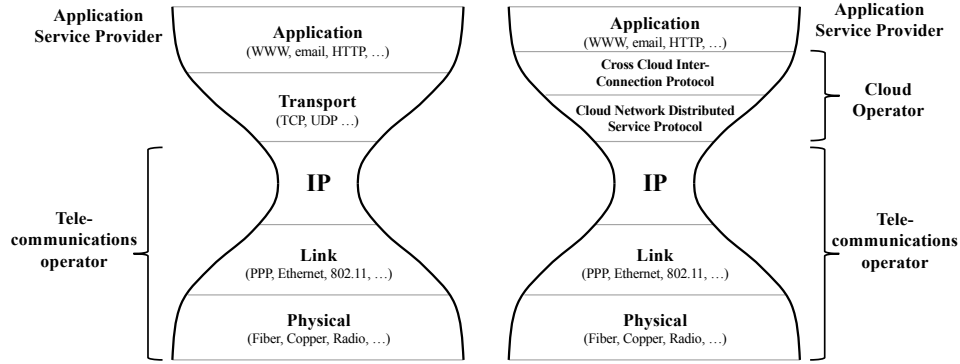 Application
Service Provider
Application
(WWW, email, HTTP, …)
Transport
(TCP, UDP …)
IP
Link
(PPP, Ethernet, 802.11, …)
Physical
(Fiber, Copper, Radio, …)
Tele-
communications
operator
Application
(WWW, email, HTTP, …)
Cross Cloud Inter-
Connection Protocol
Cloud Network Distributed
Service Protocol
IP
Link
(PPP, Ethernet, 802.11, …)
Physical
(Fiber, Copper, Radio, …)
Application
Service Provider
Cloud
Operator
Tele-
communications
operator